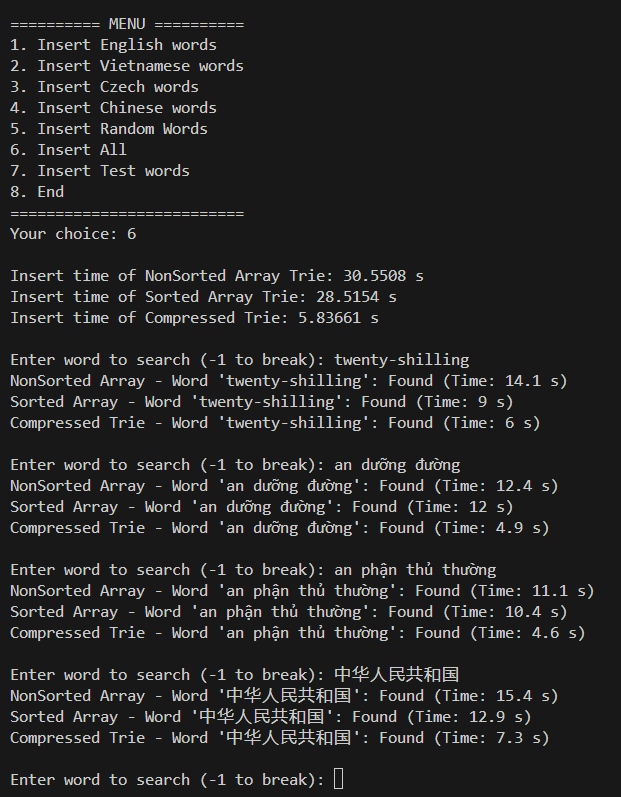 ========== MENU ==========
1. Insert English words
2. Insert Vietnamese words
3. Insert Czech words
4. Insert Chinese words
5. Insert Random Words
6. Insert All
7. Insert Test words
8. End
==========================
Your choice: 6
Insert time of NonSorted Array Trie: 30.5508 s
Insert time of Sorted Array Trie: 28.5154 s
Insert time of Compressed Trie: 5.83661 s
Enter word to search (-1 to break): twenty-shilling
NonSorted Array - Word 'twenty-shilling': Found (Time: 14.1 s)
Sorted Array - Word 'twenty-shilling': Found (Time: 9 s)
Compressed Trie - Word 'twenty-shilling': Found (Time: 6 s)
Enter word to search (-1 to break): an dưỡng đường
NonSorted Array - Word 'an dưỡng đường': Found (Time: 12.4 s)
Sorted Array - Word 'an dưỡng đường': Found (Time: 12 s)
Compressed Trie - Word 'an dưỡng đường': Found (Time: 4.9 s)
Enter word to search (-1 to break): an phận thủ thường
NonSorted Array - Word 'an phận thủ thường': Found (Time: 11.1 s)
Sorted Array - Word 'an phận thủ thường': Found (Time: 10.4 s)
Compressed Trie - Word 'an phận thủ thường': Found (Time: 4.6 s)
Enter word to search (-1 to break): 中华人民共和国
NonSorted Array - Word '中华人民共和国': Found (Time: 15.4 s)
Sorted Array - Word '中华人民共和国': Found (Time: 12.9 s)
Compressed Trie - Word '中华人民共和国': Found (Time: 7.3 s)
Enter word to search (-1 to break):